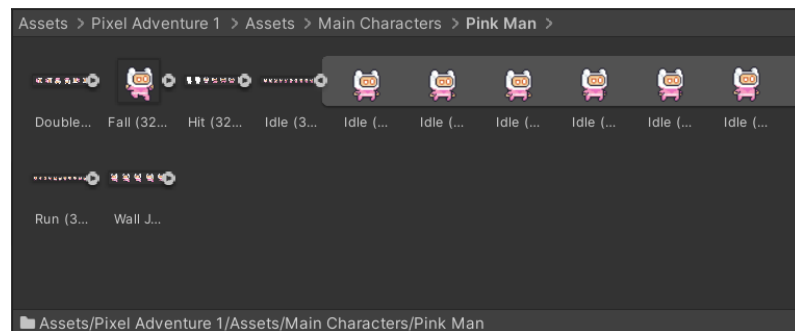 Assets > Pixel Adventure 1 > Assets > Main Characters > Pink Man >
Double... Fall (32... Hit (32... Idle (3... Idle (... Idle (... Idle (... Idle (... Idle (... Idle (...
Run (3... Wall J...
Assets/Pixel Adventure 1/Assets/Main Characters/Pink Man